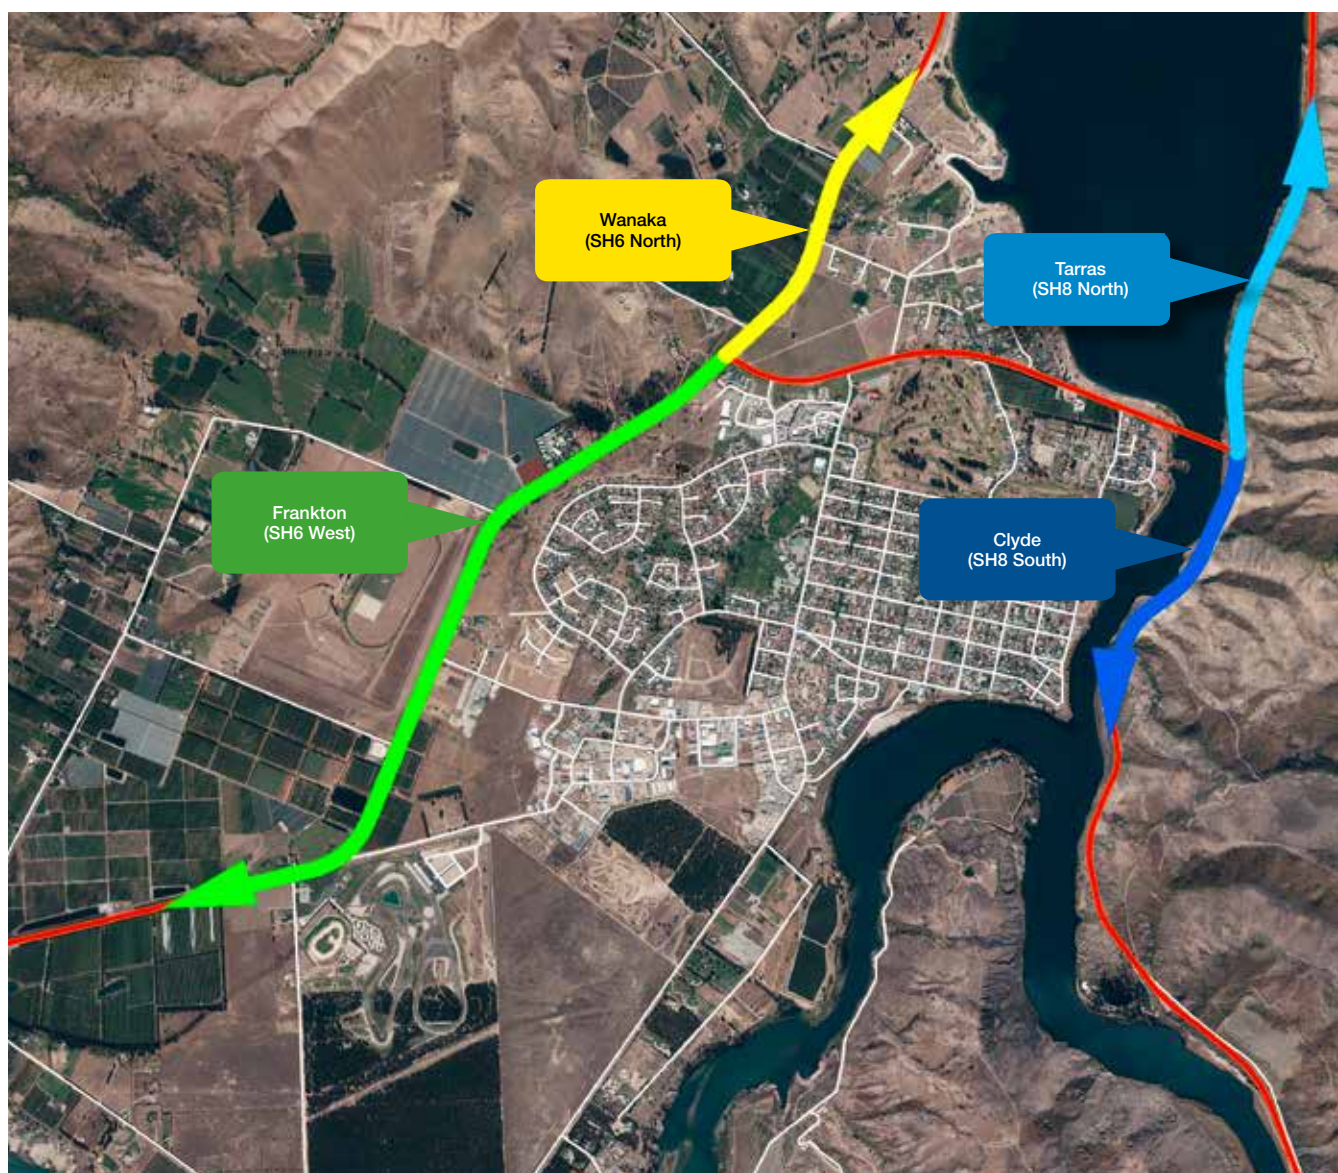 Wanaka
(SH6 North)
Tarras
(SH8 North)
Frankton
(SH6 West)
Clyde
(SH8 South)